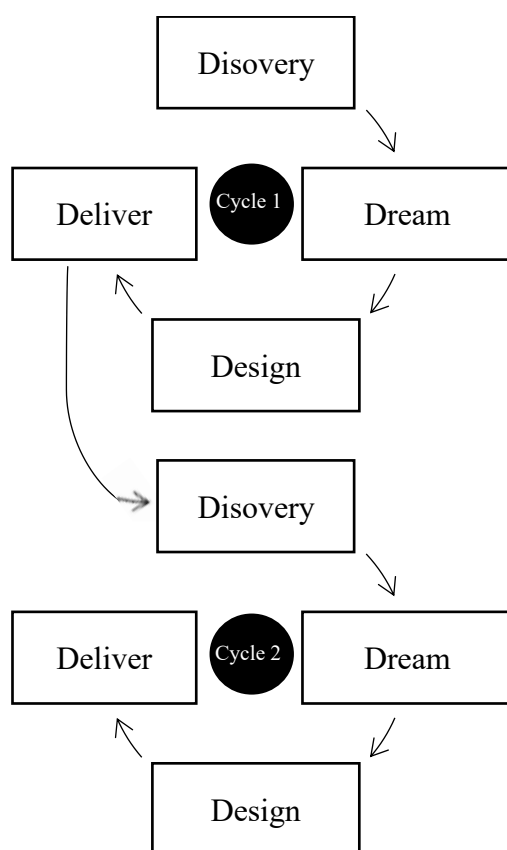 Disovery
Deliver
Cycle 1
Dream
Design
Disovery
Deliver
Cycle 2
Dream
Design